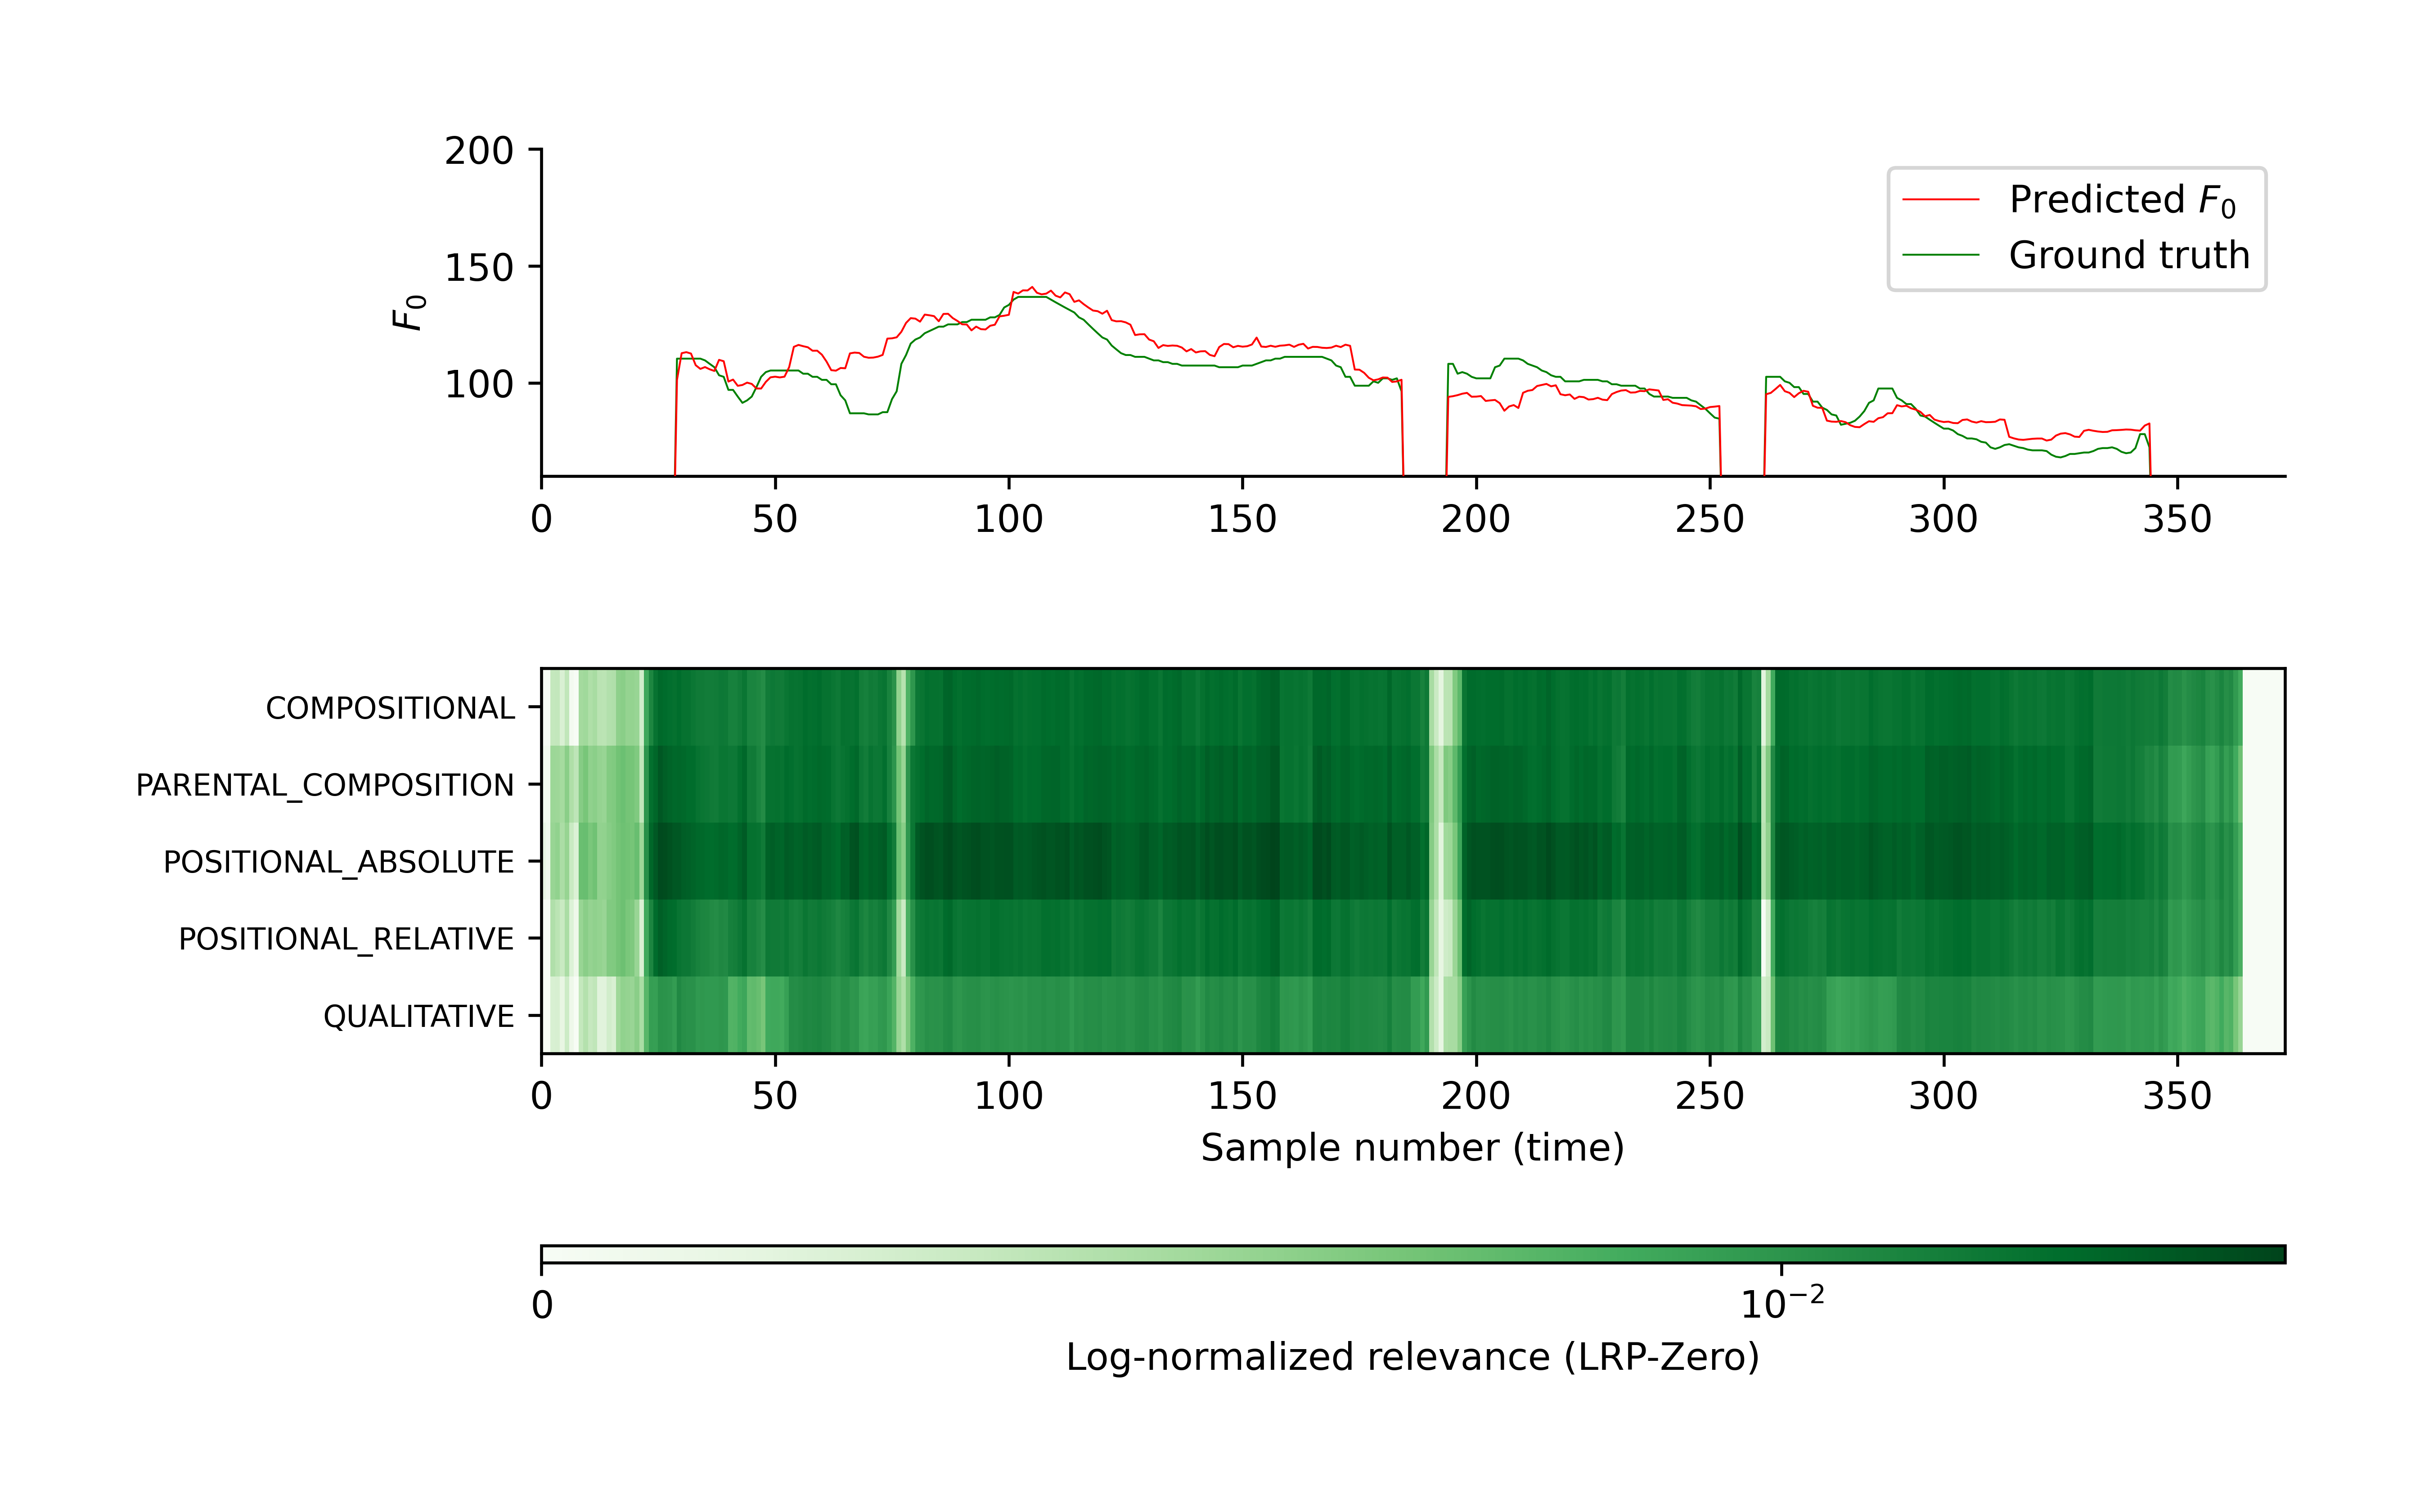 200
150
100
F0
Predicted F0
Ground truth
0 50 100 150 200 250 300 350
COMPOSITIONAL
PARENTAL_COMPOSITION
POSITIONAL_ABSOLUTE
POSITIONAL_RELATIVE
QUALITATIVE
0 50 100 150 200 250 300 350
Sample number (time)
0 10−2
Log-normalized relevance (LRP-Zero)